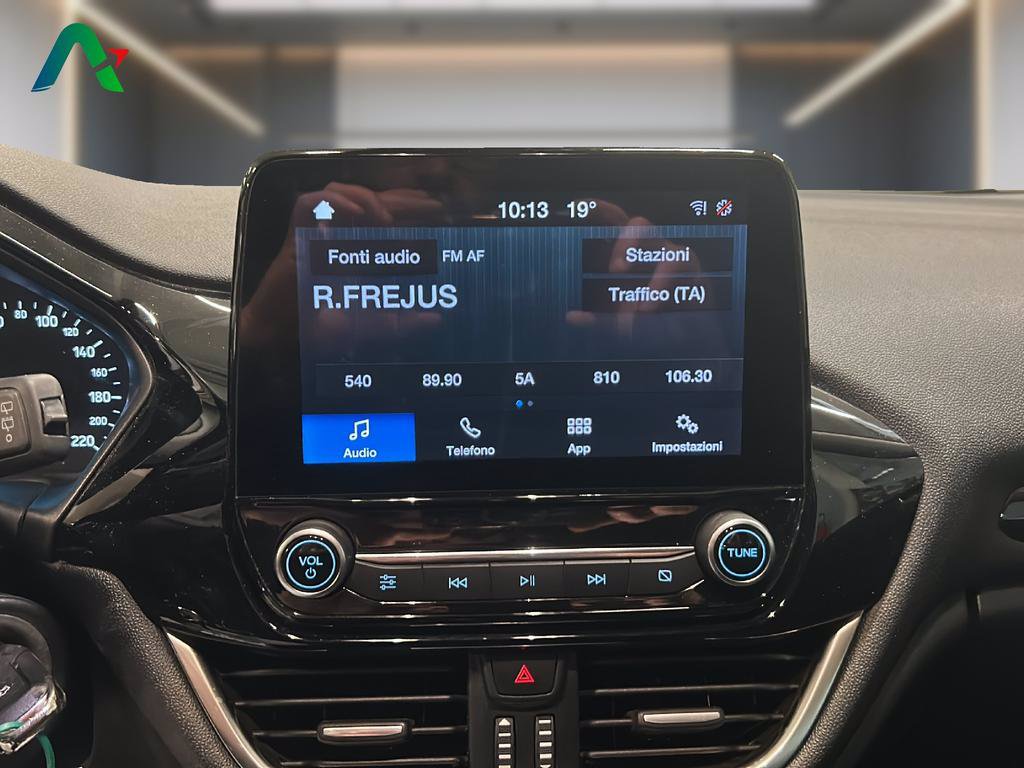 10:13 19°
Fonti audio FM AF Stazioni
R.FREJUS Traffico (TA)
540 89.90 5A 810 106.30
Audio Telefono App Impostazioni
80 100 120 140 160 180 200 220
VOL TUNE